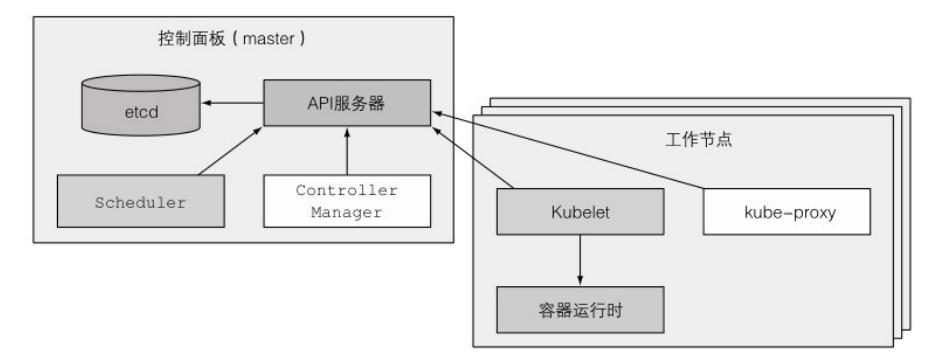 控制面板（master）
etcd
API服务器
Scheduler
Controller
Manager
工作节点
Kubelet
kube-proxy
容器运行时